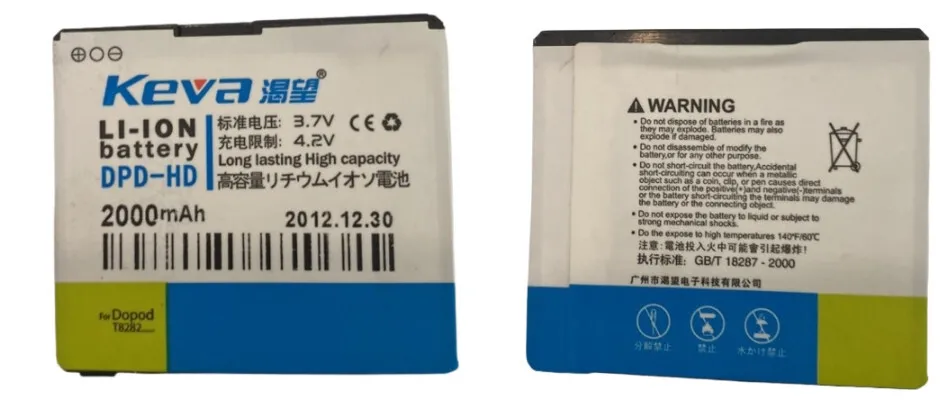 Keva 渴望®
LI-ION
battery
DPD-HD
标准电压: 3.7V
充电限制: 4.2V
Long lasting High capacity
高容量リチウムイオソ電池
2000mAh
2012.12.30
For Dopod
T8282
WARNING
• Do not dispose of batteries in a fire as
they may explode. Batteries may also
explode if damaged.
• Do not disassemble of modify the
battery,or for any other purpose.
• Do not short-circuit the battery,Accidental
short-circuiting can occur when a metallic
object such as a coin, clip, or pen causes direct
connection of the positive(+)and negative(-)terminals
or the battery short-circuiting the terminals may damage
the battery or the connecting object.
• Do not expose the battery to liquid or subject to
strong mechanical shocks.
• Do the expose to high temperatures 140°F/60℃
注意:電池投入火中可能會引起爆炸!
执行标准: GB/T 18287 - 2000
广州市渴望电子科技有限公司
分解禁止
禁止
水かけ禁止